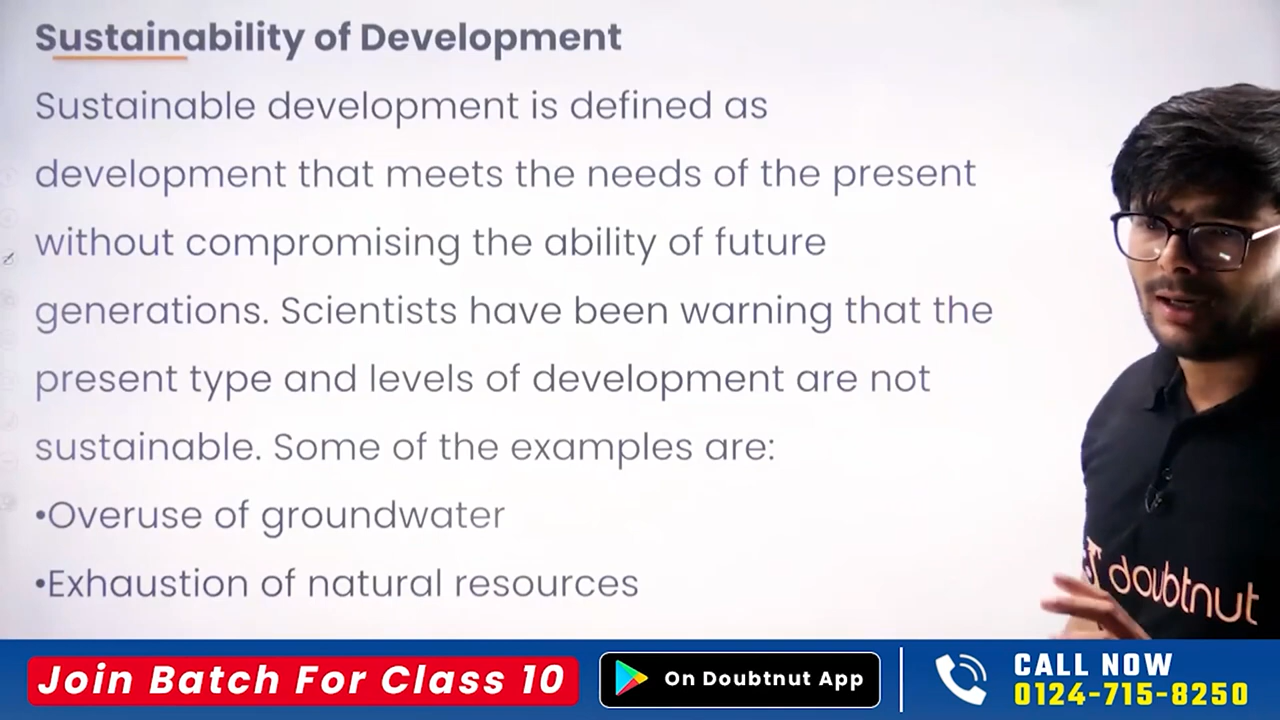 Sustainability of Development
Sustainable development is defined as
development that meets the needs of the present
without compromising the ability of future
generations. Scientists have been warning that the
present type and levels of development are not
sustainable. Some of the examples are:
•Overuse of groundwater
•Exhaustion of natural resources
doubtnut
Join Batch For Class 10
On Doubtnut App
CALL NOW
0124-715-8250